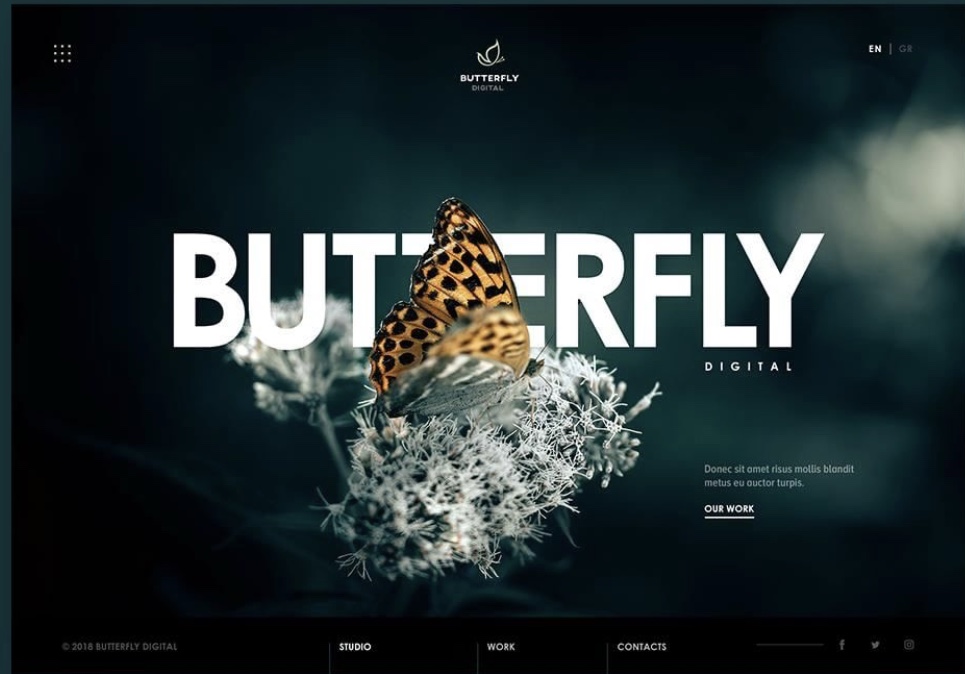 BUTTERFLY
DIGITAL
EN | GR
BUTTERFLY
DIGITAL
Donec sit amet risus mollis blandit
metus eu auctor turpis.
OUR WORK
© 2018 BUTTERFLY DIGITAL
STUDIO
WORK
CONTACTS